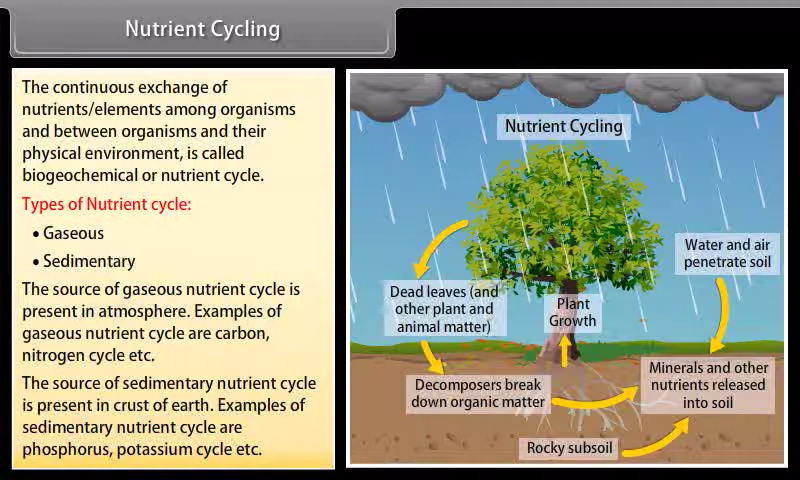 Nutrient Cycling
The continuous exchange of
nutrients/elements among organisms
and between organisms and their
physical environment, is called
biogeochemical or nutrient cycle.
Types of Nutrient cycle:
• Gaseous
• Sedimentary
The source of gaseous nutrient cycle is
present in atmosphere. Examples of
gaseous nutrient cycle are carbon,
nitrogen cycle etc.
The source of sedimentary nutrient cycle
is present in crust of earth. Examples of
sedimentary nutrient cycle are
phosphorus, potassium cycle etc.
Nutrient Cycling
Water and air
penetrate soil
Dead leaves (and
other plant and
animal matter)
Plant
Growth
Decomposers break
down organic matter
Minerals and other
nutrients released
into soil
Rocky subsoil